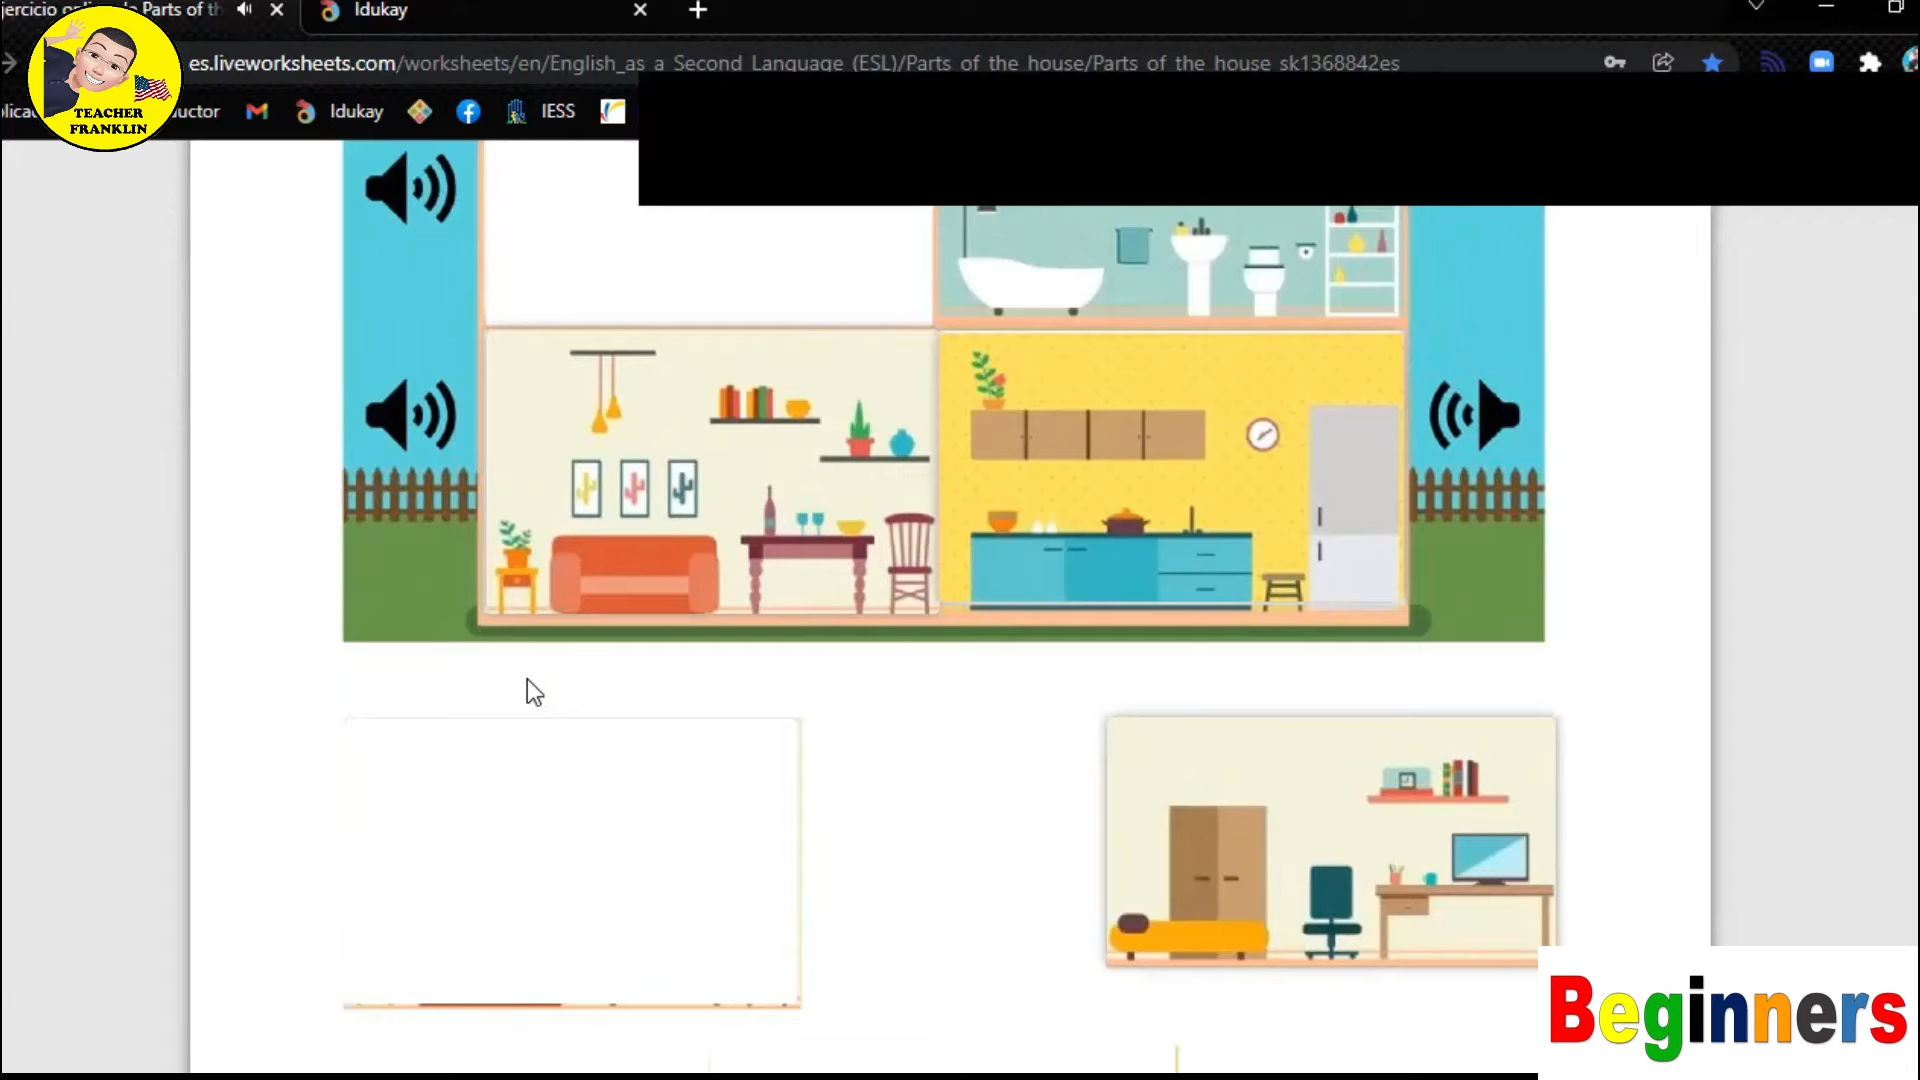 jercicio o
Parts of th
Idukay
es.liveworksheets.com/worksheets/en/English_as a Second Language (ESL)/Parts of the house/Parts of the house sk1368842es
TEACHER
FRANKLIN
uctor
Idukay
IESS
Beginners